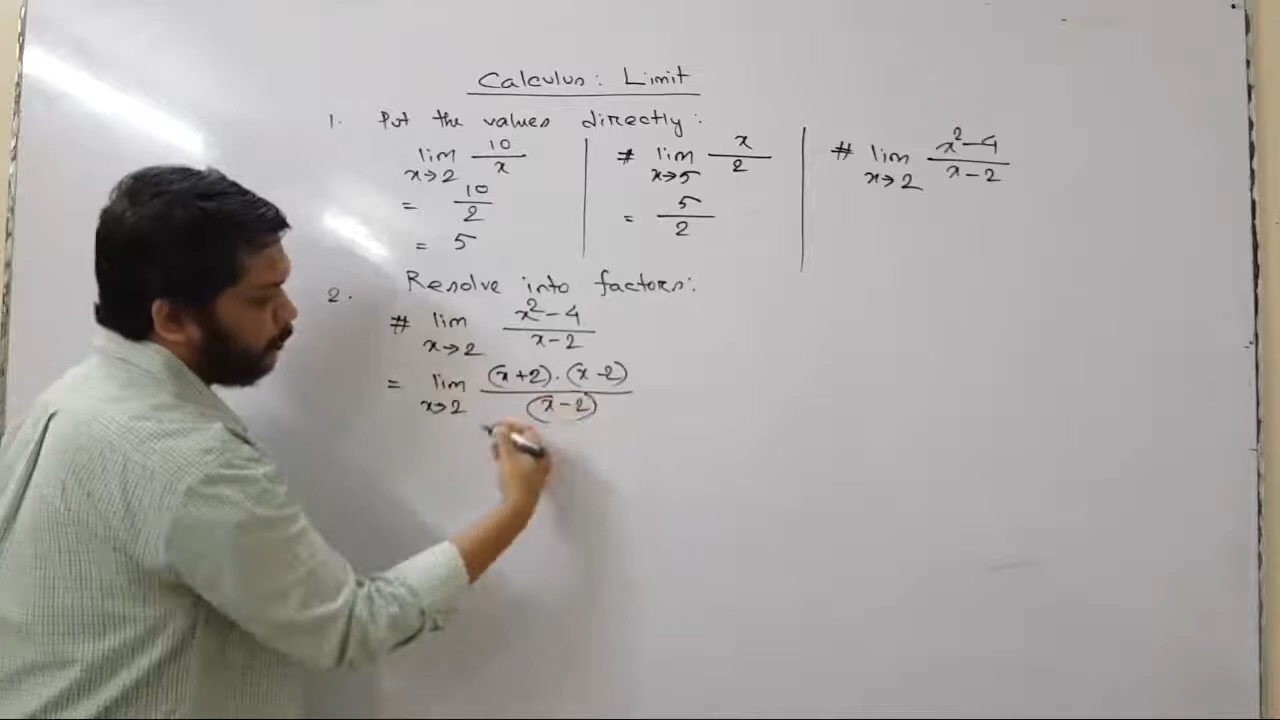 Calculus: Limit
1. Put the values directly:
lim x→2 10/x
= 10/2
= 5
# lim x→5 x/2
= 5/2
# lim x→2 x²-4/x-2
2. Resolve into factors:
# lim x→2 x²-4/x-2
= lim x→2 (x+2).(x-2)/(x-2)